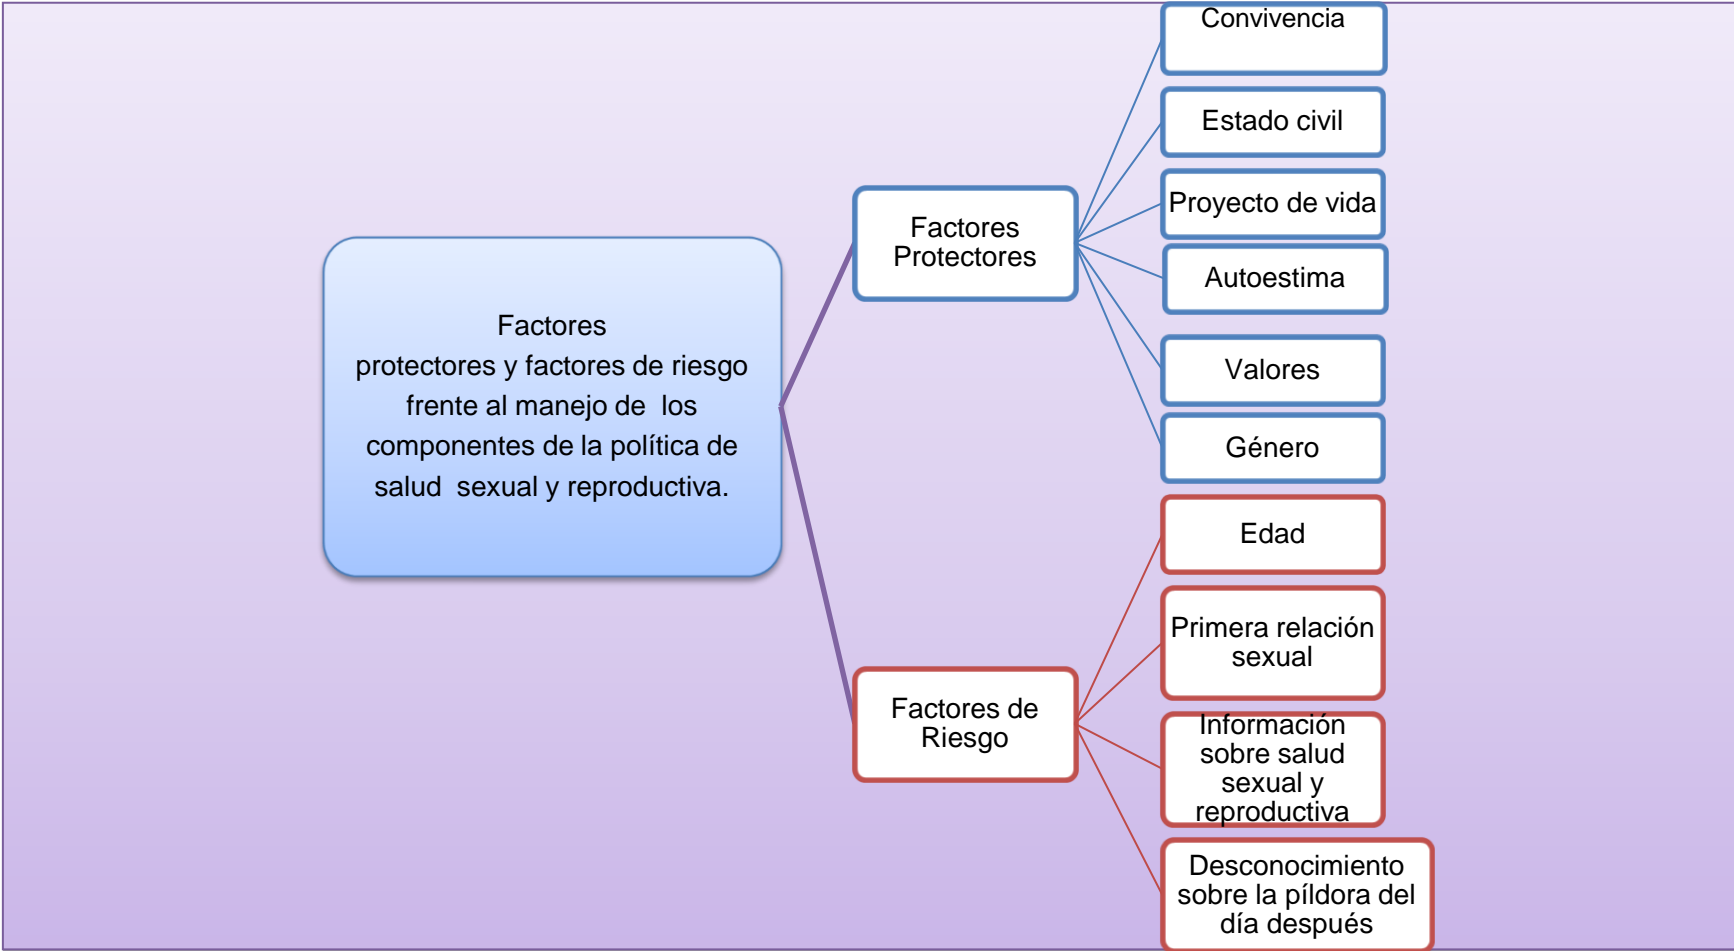 Factores
protectores y factores de riesgo
frente al manejo de los
componentes de la política de
salud sexual y reproductiva.
Factores
Protectores
Convivencia
Estado civil
Proyecto de vida
Autoestima
Valores
Género
Factores de
Riesgo
Edad
Primera relación
sexual
Información
sobre salud
sexual y
reproductiva
Desconocimiento
sobre la píldora del
día después